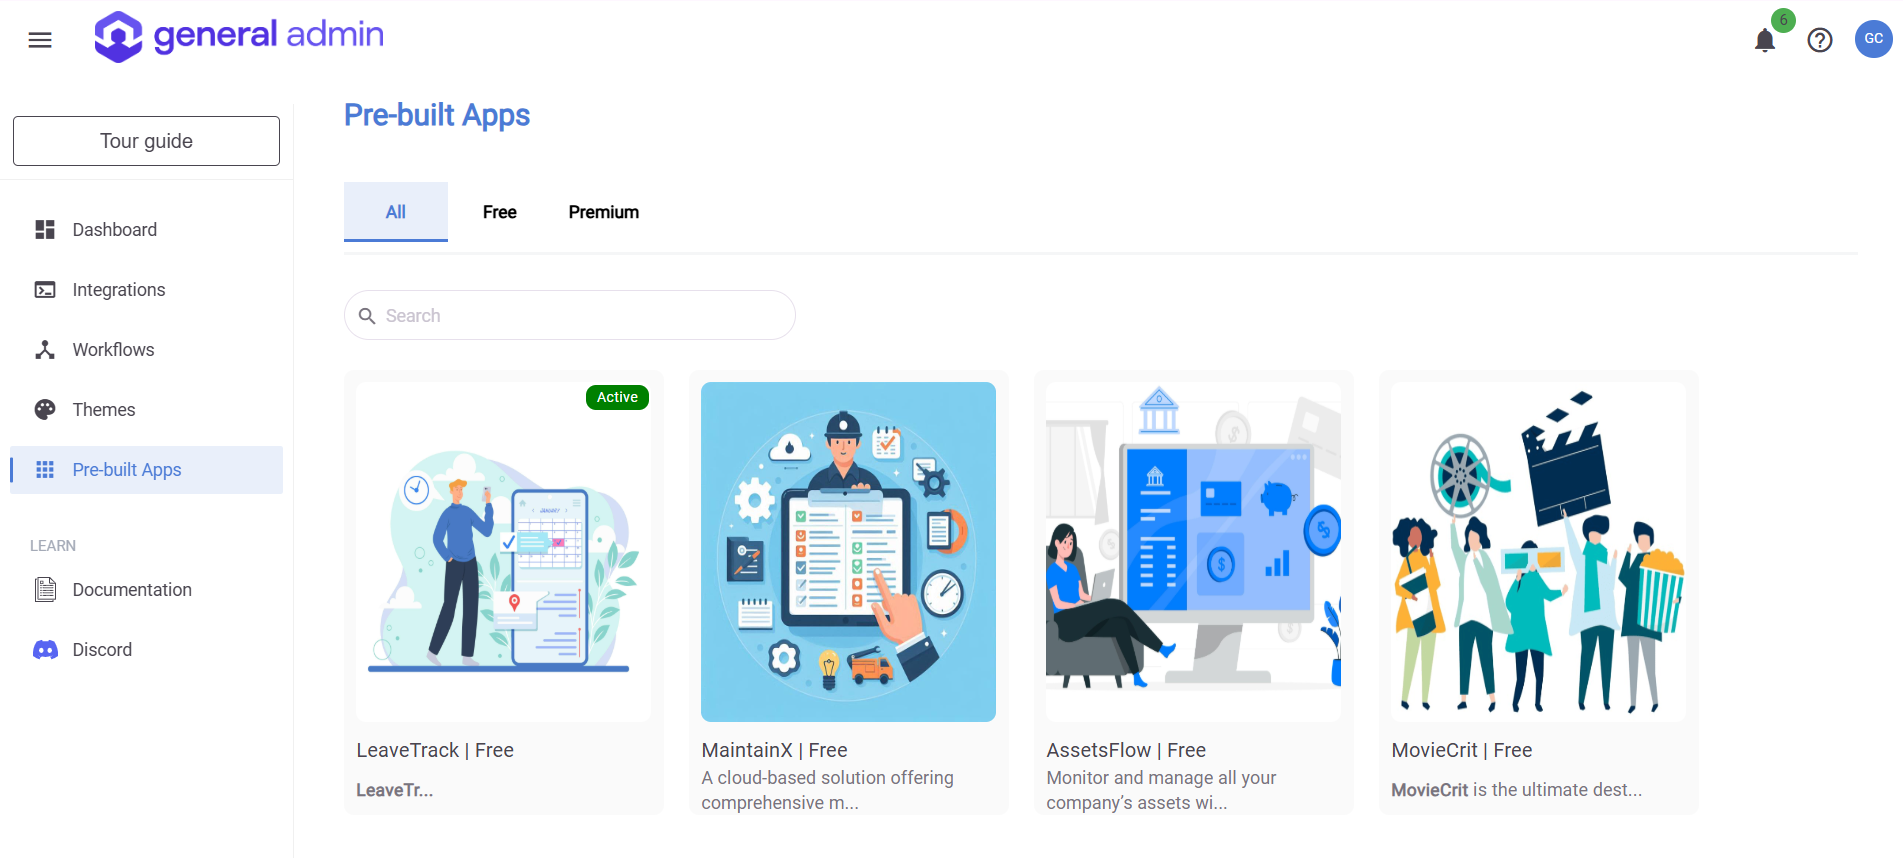 general admin
6
GC
Tour guide
Dashboard
Integrations
Workflows
Themes
Pre-built Apps
LEARN
Documentation
Discord
Pre-built Apps
All
Free
Premium
Search
Active
JANUARY
LeaveTrack | Free
LeaveTr...
MaintainX | Free
A cloud-based solution offering
comprehensive m...
AssetsFlow | Free
Monitor and manage all your
company’s assets wi...
MovieCrit | Free
MovieCrit is the ultimate dest...